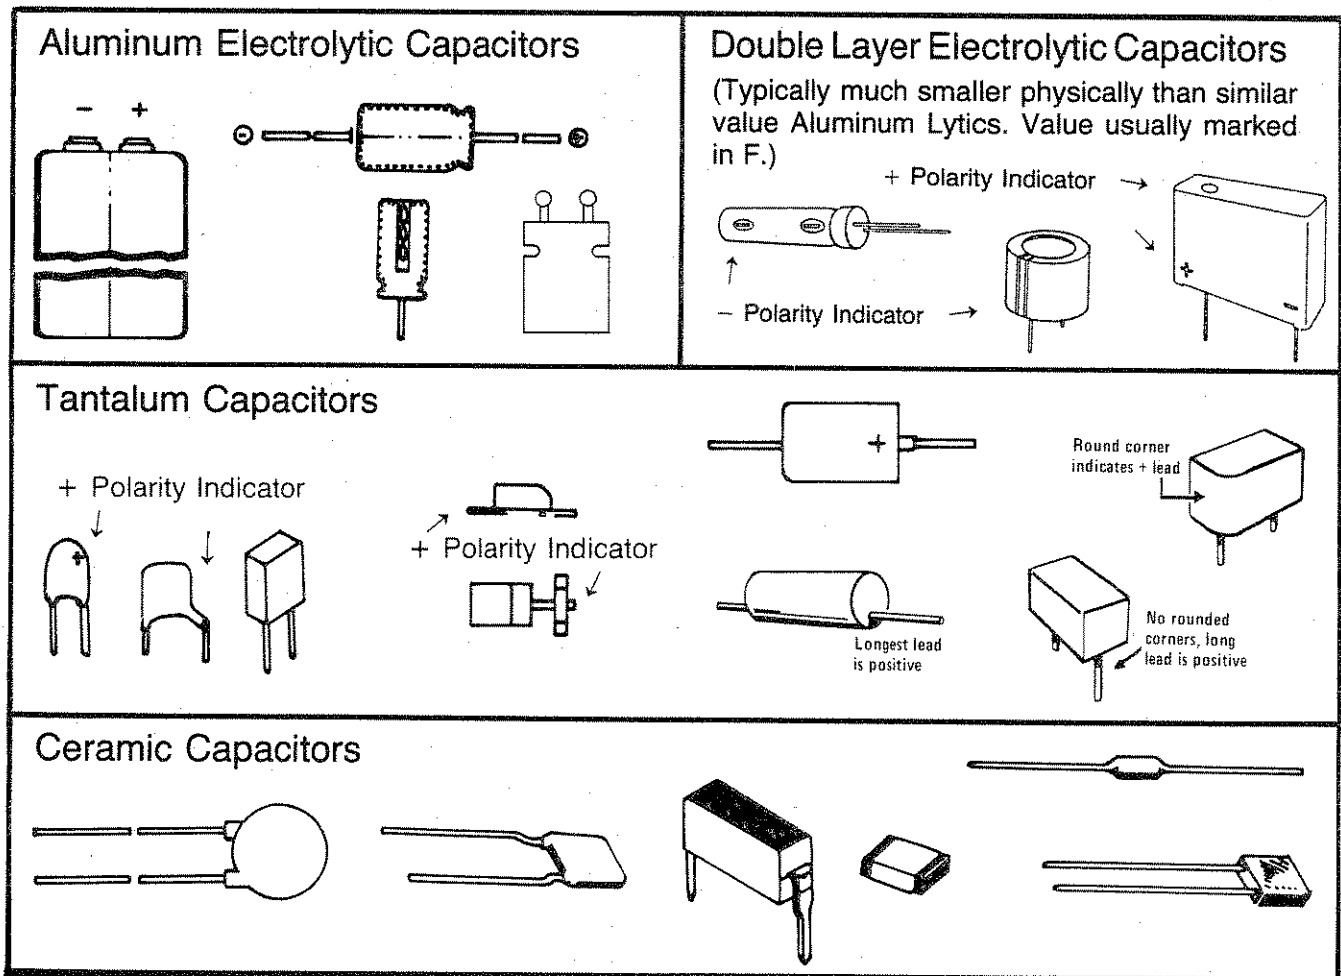 Aluminum Electrolytic Capacitors
− +
⊖ ⊕
Double Layer Electrolytic Capacitors
(Typically much smaller physically than similar
value Aluminum Lytics. Value usually marked
in F.)
+ Polarity Indicator
+
−
− Polarity Indicator
Tantalum Capacitors
+ Polarity Indicator
+
+ Polarity Indicator
+
Longest lead
is positive
Round corner
indicates + lead
No rounded
corners, long
lead is positive
Ceramic Capacitors